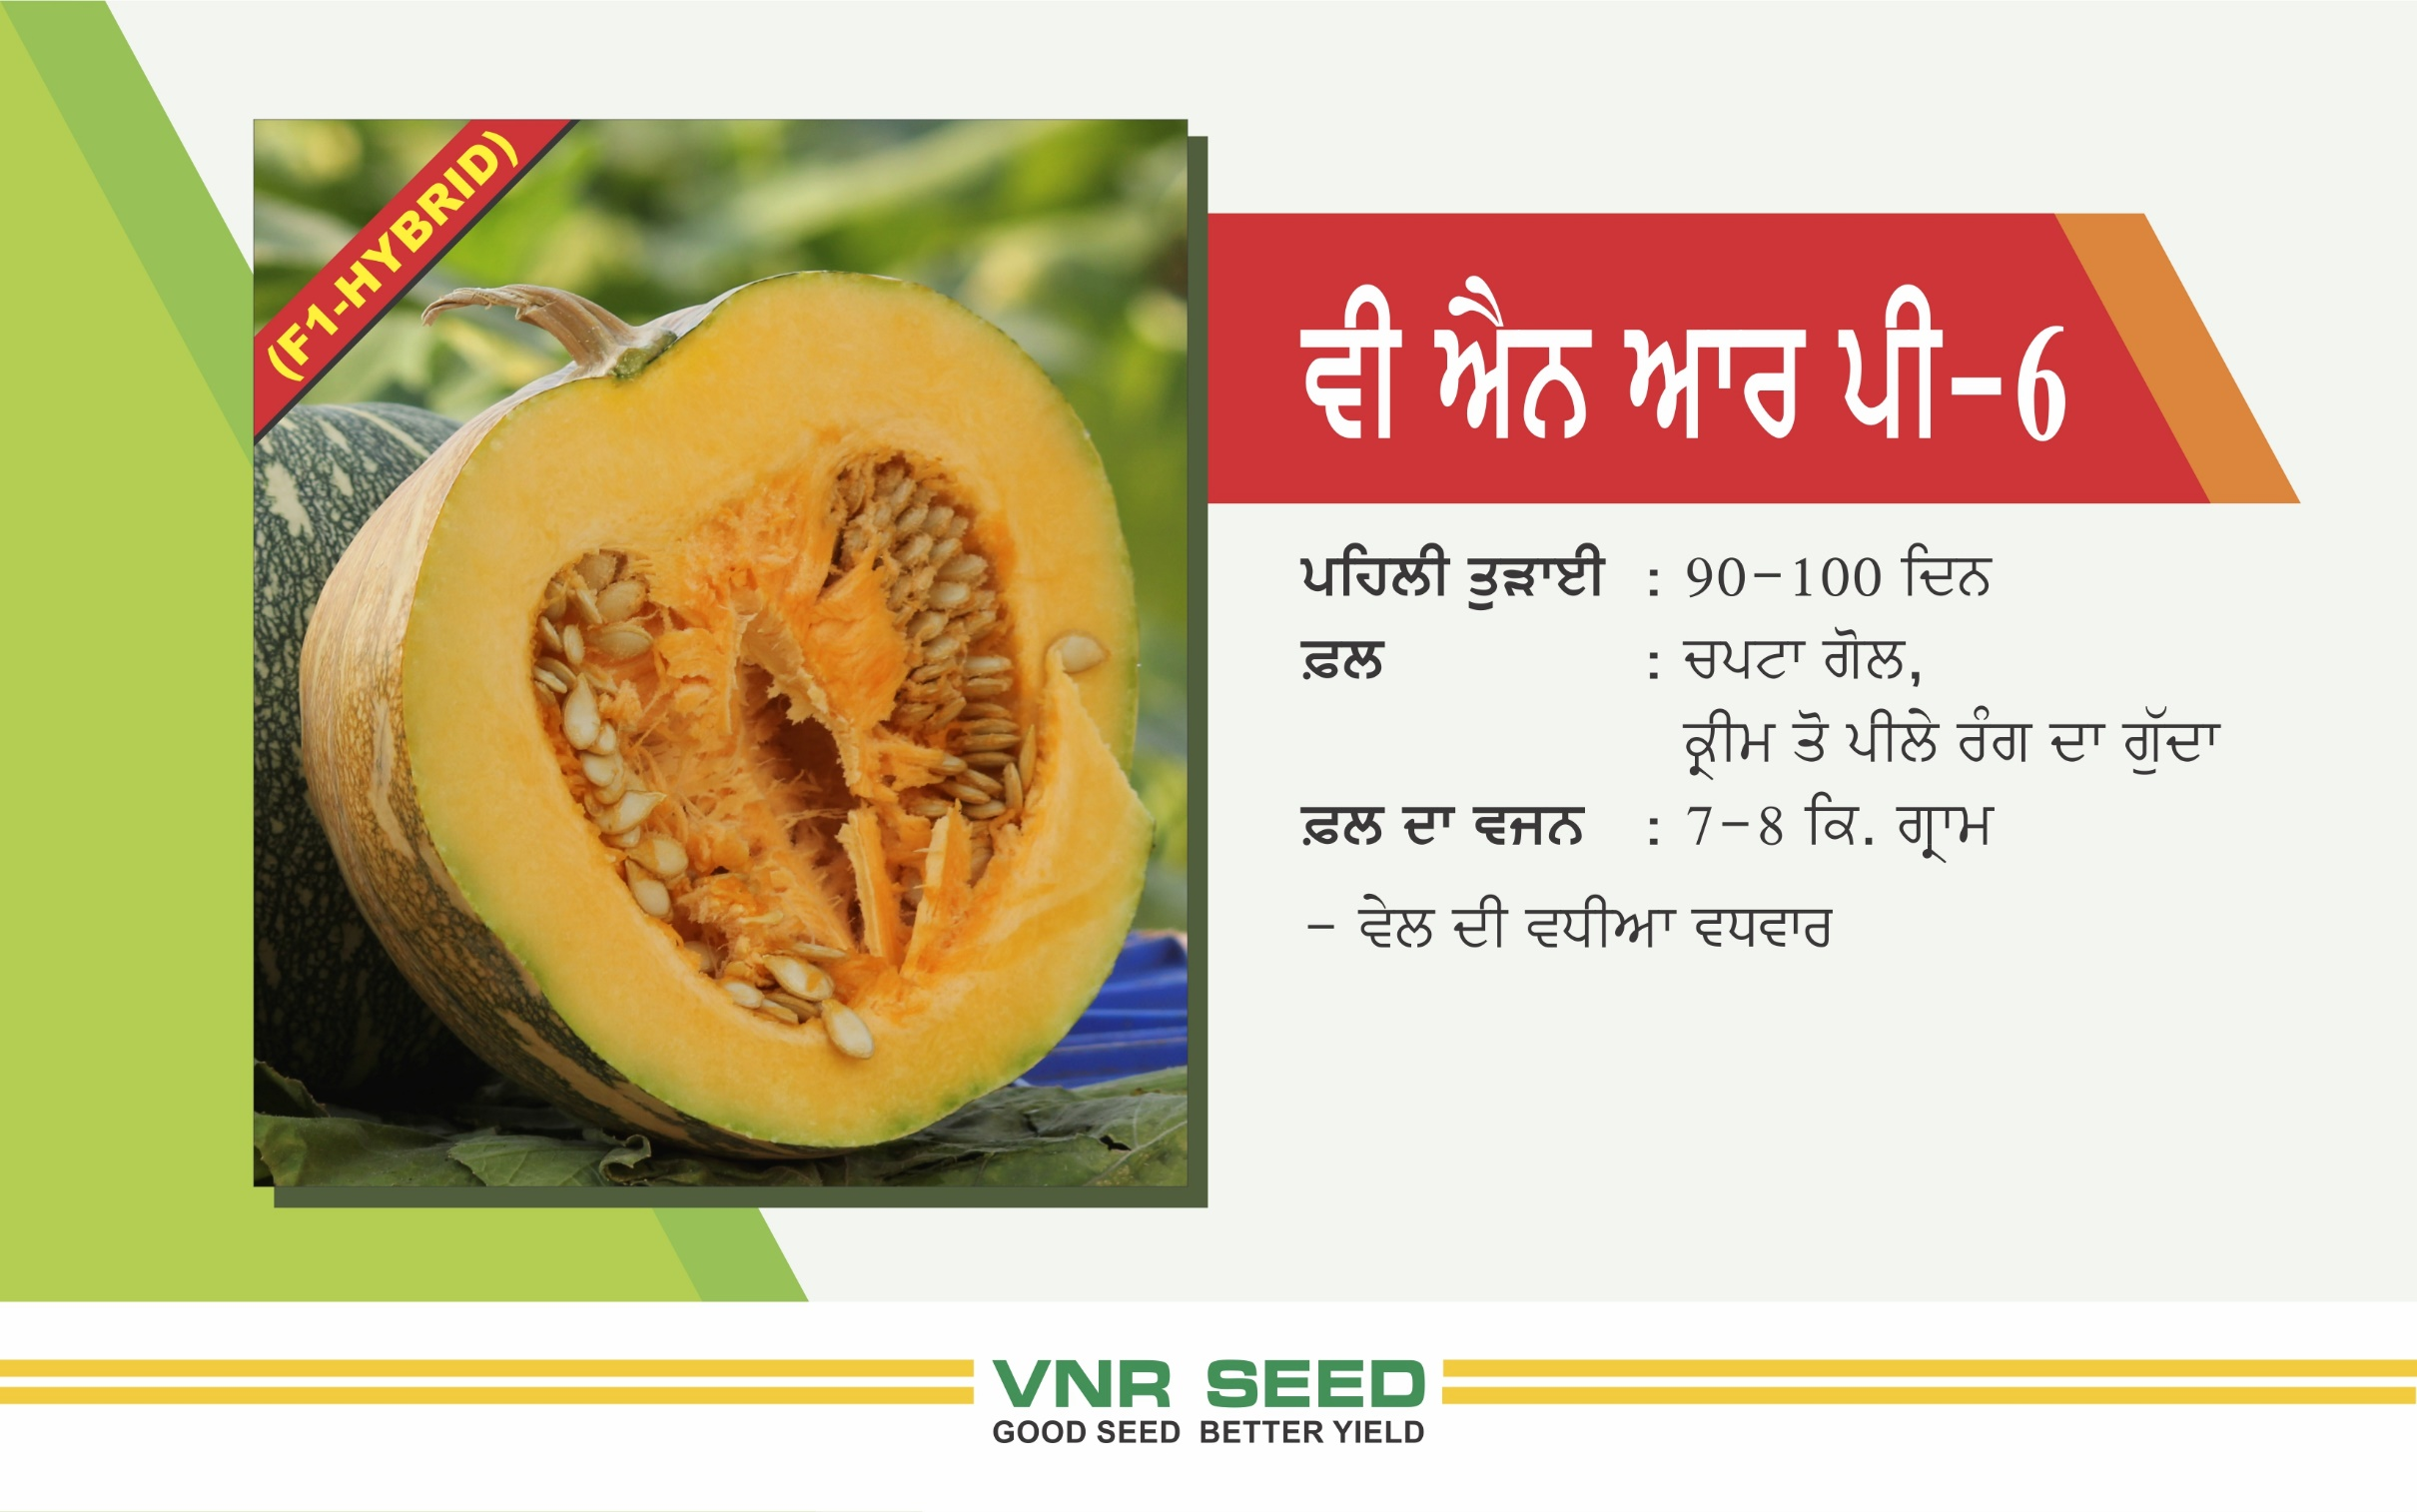 (F1-HYBRID)
ਵੀ ਐਨ ਆਰ ਪੀ-6
ਪਹਿਲੀ ਤੁੜਾਈ : 90-100 ਦਿਨ
ਫ਼ਲ : ਚਪਟਾ ਗੋਲ,
ਕ੍ਰੀਮ ਤੋ ਪੀਲੇ ਰੰਗ ਦਾ ਗੁੱਦਾ
ਫ਼ਲ ਦਾ ਵਜਨ : 7-8 ਕਿ. ਗ੍ਰਾਮ
- ਵੇਲ ਦੀ ਵਧੀਆ ਵਧਵਾਰ
VNR SEED
GOOD SEED BETTER YIELD